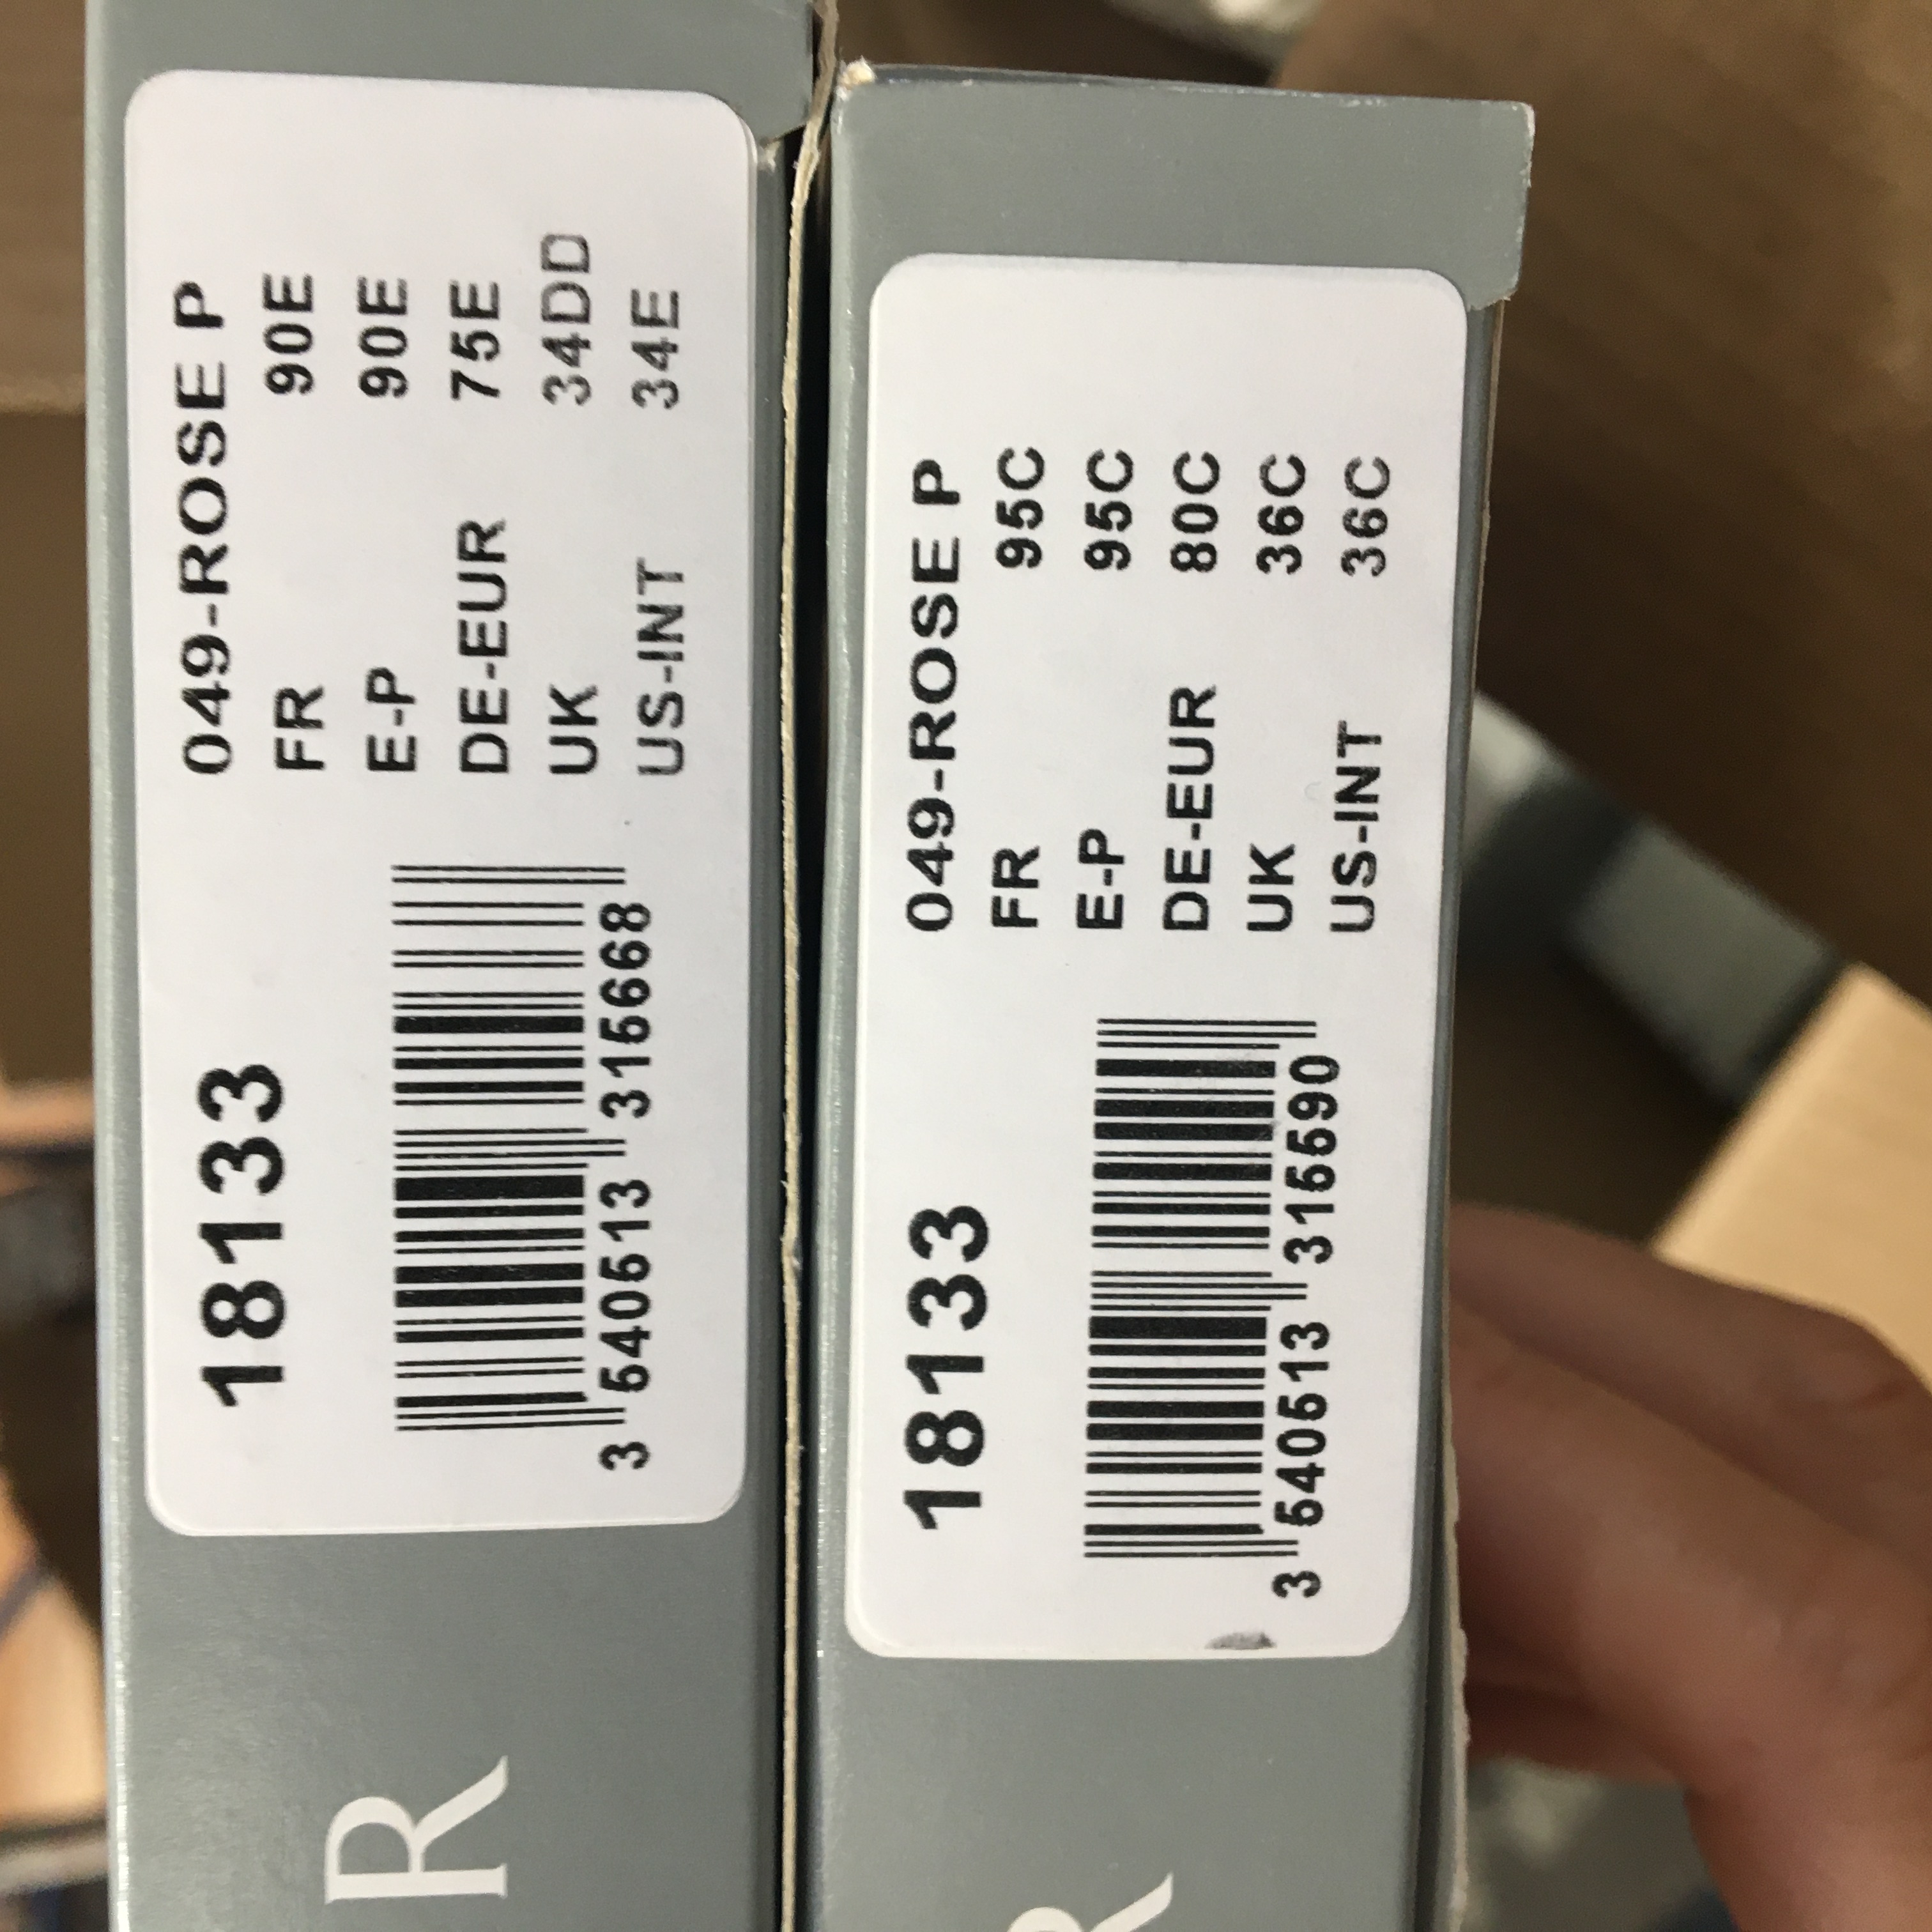 R
18133
3 540513 315668
049-ROSE P
FR 90E
E-P 90E
DE-EUR 75E
UK 34DD
US-INT 34E
R
18133
3 540513 315590
049-ROSE P
FR 95C
E-P 95C
DE-EUR 80C
UK 36C
US-INT 36C